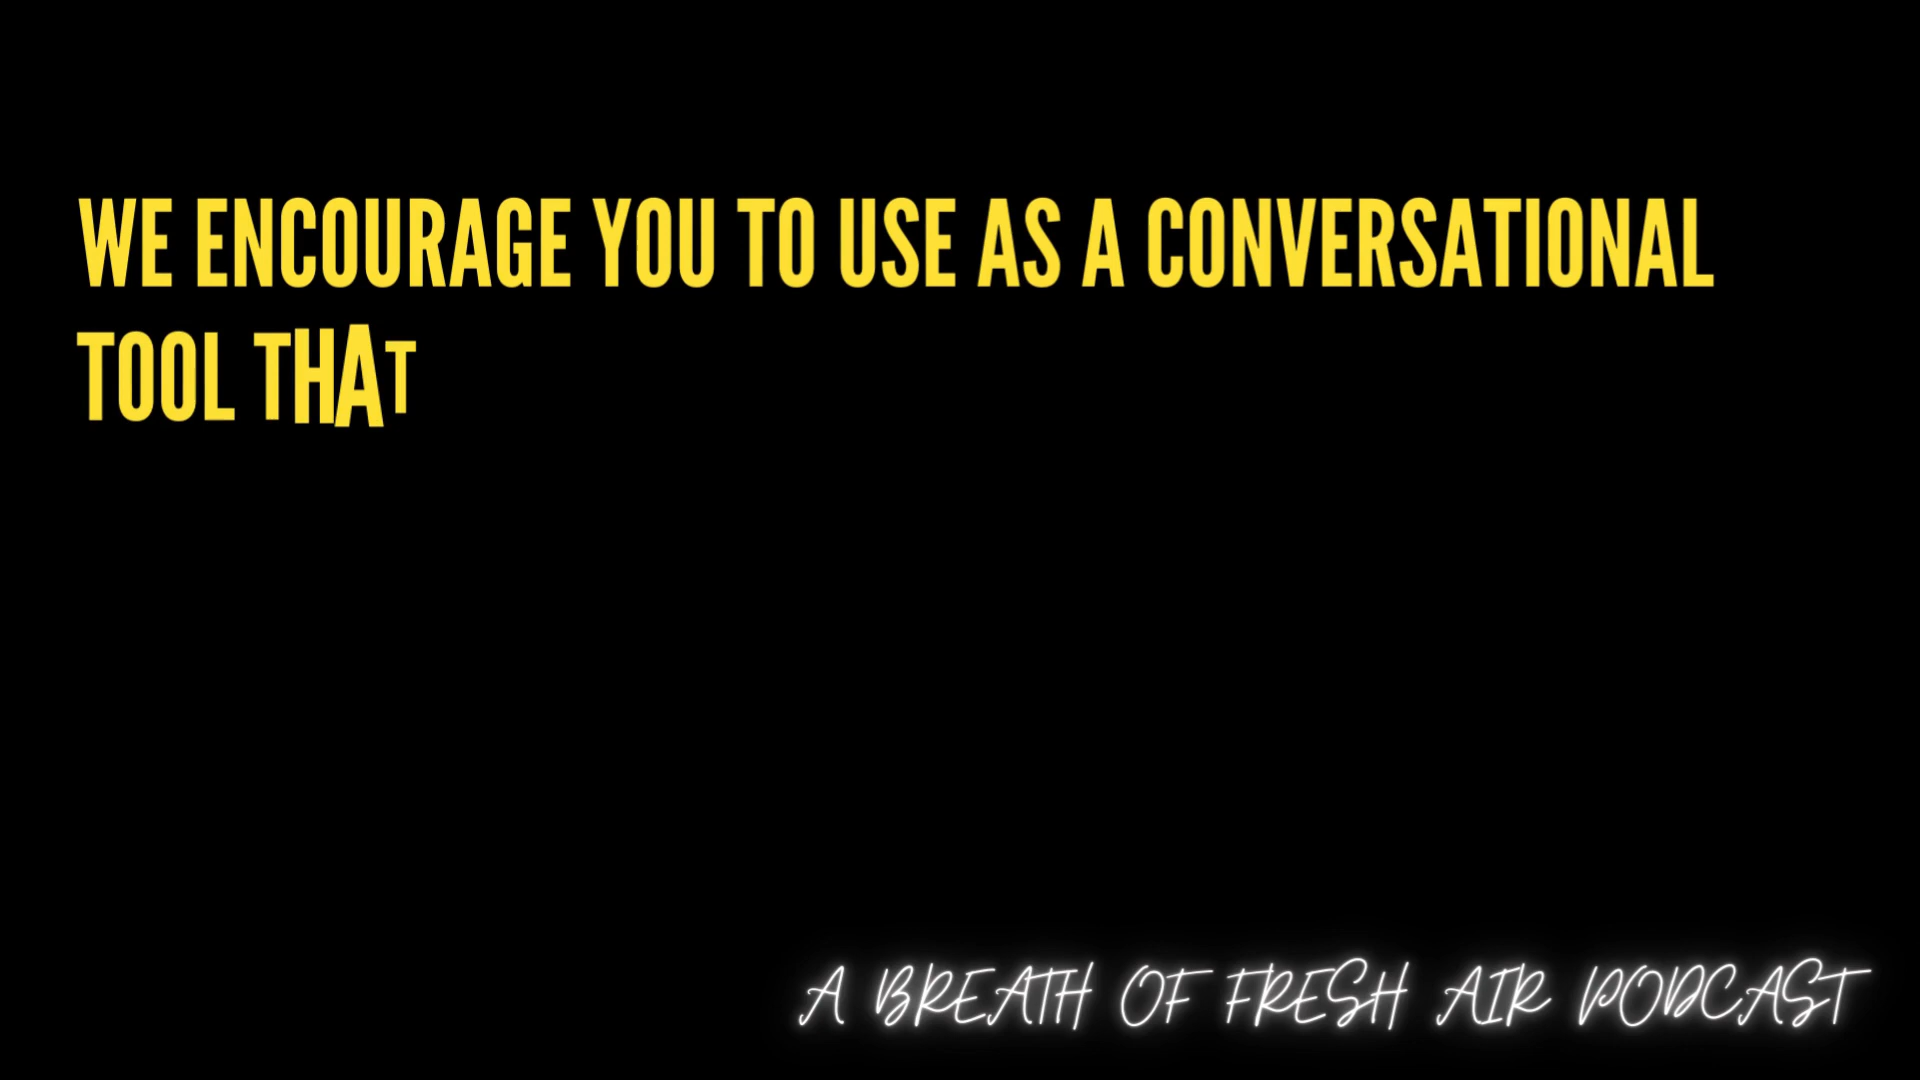 WE ENCOURAGE YOU TO USE AS A CONVERSATIONAL
TOOL THAT
A BREATH OF FRESH AIR PODCAST